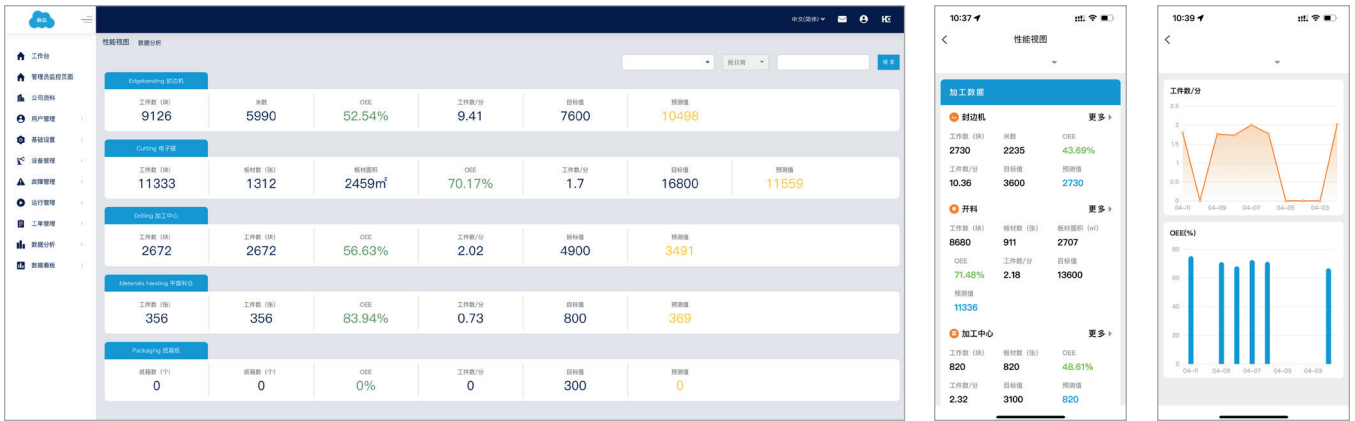 融云
中文(简体)
性能视图 数据分析
工作台
管理员监控页面
公司资料
用户管理
基础设置
设备管理
故障管理
运行管理
工单管理
数据分析
数据看板
按日期
搜索
Edgebanding 封边机
工件数 (块) 米数 OEE 工件数/分 目标值 预测值
9126 5990 52.54% 9.41 7600 10498
Cutting 电子锯
工件数 (块) 板材数 (张) 板材面积 OEE 工件数/分 目标值 预测值
11333 1312 2459㎡ 70.17% 1.7 16800 11559
Drilling 加工中心
工件数 (块) 工件数 (块) OEE 工件数/分 目标值 预测值
2672 2672 56.63% 2.02 4900 3491
Materials handing 平面料仓
工件数 (张) 工件数 (张) OEE 工件数/分 目标值 预测值
356 356 83.94% 0.73 800 369
Packaging 纸箱机
纸箱数 (个) 纸箱数 (个) OEE 工件数/分 目标值 预测值
0 0 0% 0 300 0
10:37
性能视图
加工数据
封边机 更多
工作数 (块) 米数 OEE
2730 2235 43.69%
工件数/分 目标值 预测值
10.36 3600 2730
开料 更多
工作数 (块) 板材数 (张) 板材面积 (㎡)
8680 911 2707
OEE 工件数/分 目标值
71.48% 2.18 13600
预测值
11336
加工中心 更多
工作数 (块) 板材数 (张) OEE
820 820 48.61%
工件数/分 目标值 预测值
2.32 3100 820
10:39
工件数/分
2.5
2
1.5
1
0.5
0
04-11 04-09 04-07 04-05 04-03
OEE(%)
80
60
40
20
0
04-11 04-09 04-07 04-05 04-03